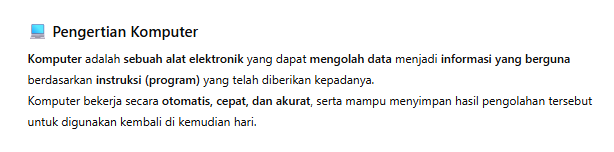 Pengertian Komputer
Komputer adalah sebuah alat elektronik yang dapat mengolah data menjadi informasi yang berguna
berdasarkan instruksi (program) yang telah diberikan kepadanya.
Komputer bekerja secara otomatis, cepat, dan akurat, serta mampu menyimpan hasil pengolahan tersebut
untuk digunakan kembali di kemudian hari.